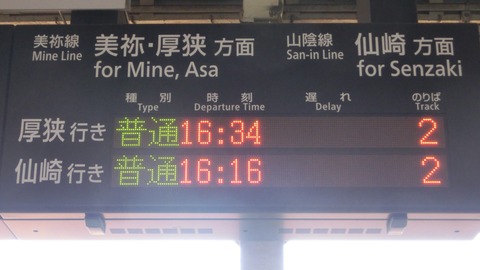 美祢線 美祢・厚狭 方面 山陰線 仙崎 方面
Mine Line for Mine, Asa San-in Line for Senzaki
種別 時刻 遅れ のりば
Type Departure Time Delay Track
厚狭 行き 普通 16:34 2
仙崎 行き 普通 16:16 2